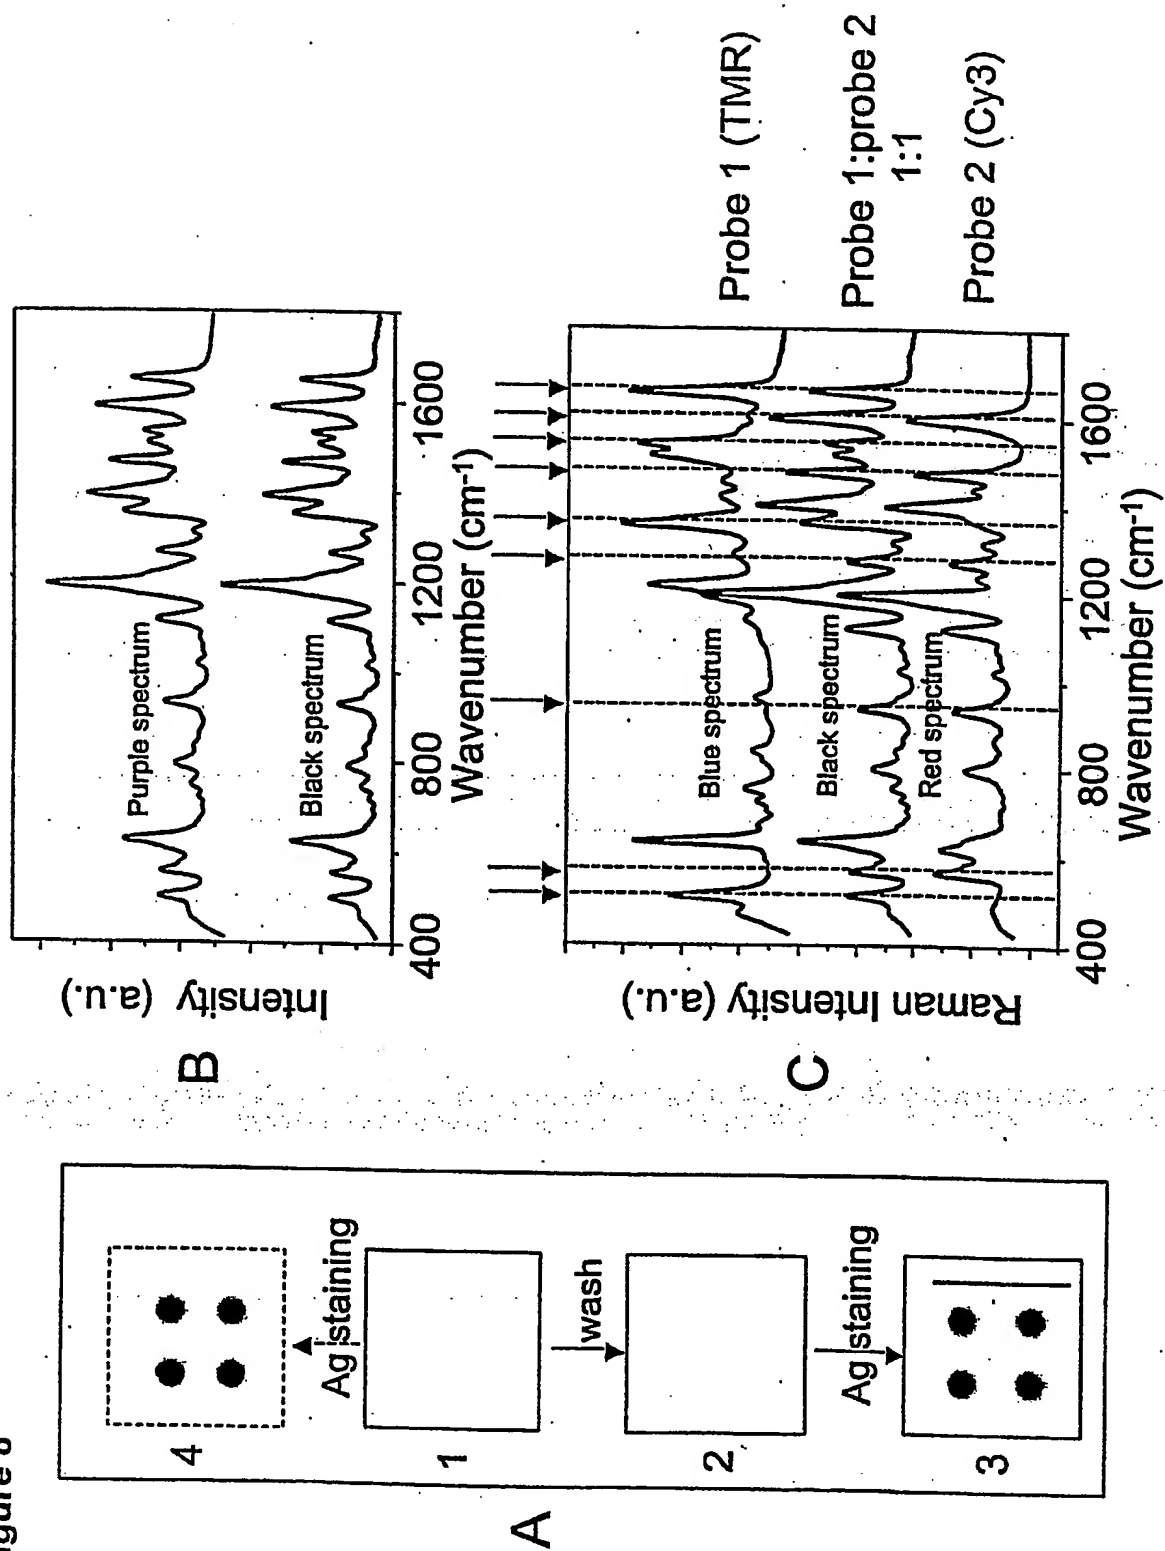 A
4
Ag staining
1
wash
2
Ag staining
3
B
Intensity (a.u.)
Purple spectrum
Black spectrum
400
800
1200
1600
Wavenumber (cm-1)
C
Raman Intensity (a.u.)
Blue spectrum
Black spectrum
Red spectrum
Probe 1 (TMR)
Probe 1:probe 2
1:1
Probe 2 (Cy3)
400
800
1200
1600
Wavenumber (cm-1)